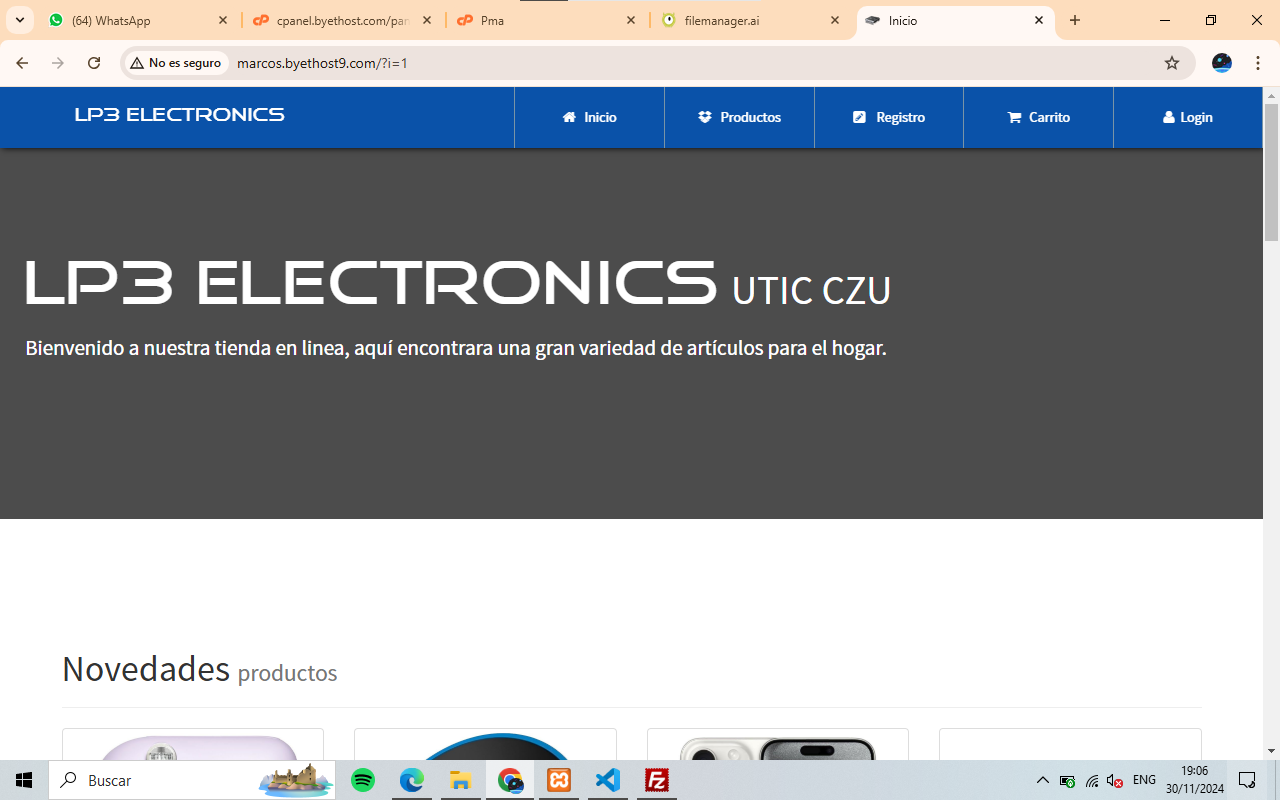 (64) WhatsApp
cpanel.byethost.com/pan
Pma
filemanager.ai
Inicio
No es seguro
marcos.byethost9.com/?i=1
LP3 ELECTRONICS
Inicio
Productos
Registro
Carrito
Login
LP3 ELECTRONICS UTIC CZU
Bienvenido a nuestra tienda en linea, aquí encontrara una gran variedad de artículos para el hogar.
Novedades productos
Buscar
ENG
19:06
30/11/2024